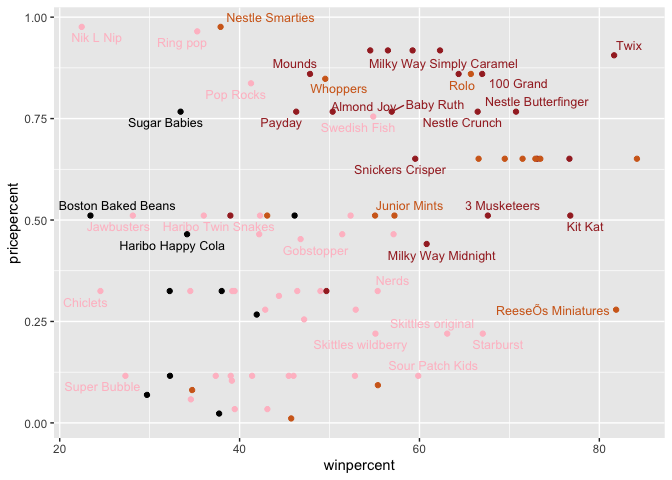 1.00
Nestle Smarties
Nik L Nip
Ring pop
Twix
Mounds
Milky Way Simply Caramel
Whoppers
Rolo
100 Grand
Pop Rocks
Almond Joy
Baby Ruth
Nestle Butterfinger
0.75
Sugar Babies
Payday
Swedish Fish
Nestle Crunch
Snickers Crisper
pricepercent
Boston Baked Beans
Junior Mints
3 Musketeers
0.50
Jawbusters
Haribo Twin Snakes
Kit Kat
Haribo Happy Cola
Gobstopper
Milky Way Midnight
Nerds
Chiclets
ReeseÕs Miniatures
0.25
Skittles original
Skittles wildberry
Starburst
Sour Patch Kids
Super Bubble
0.00
20
40
60
80
winpercent